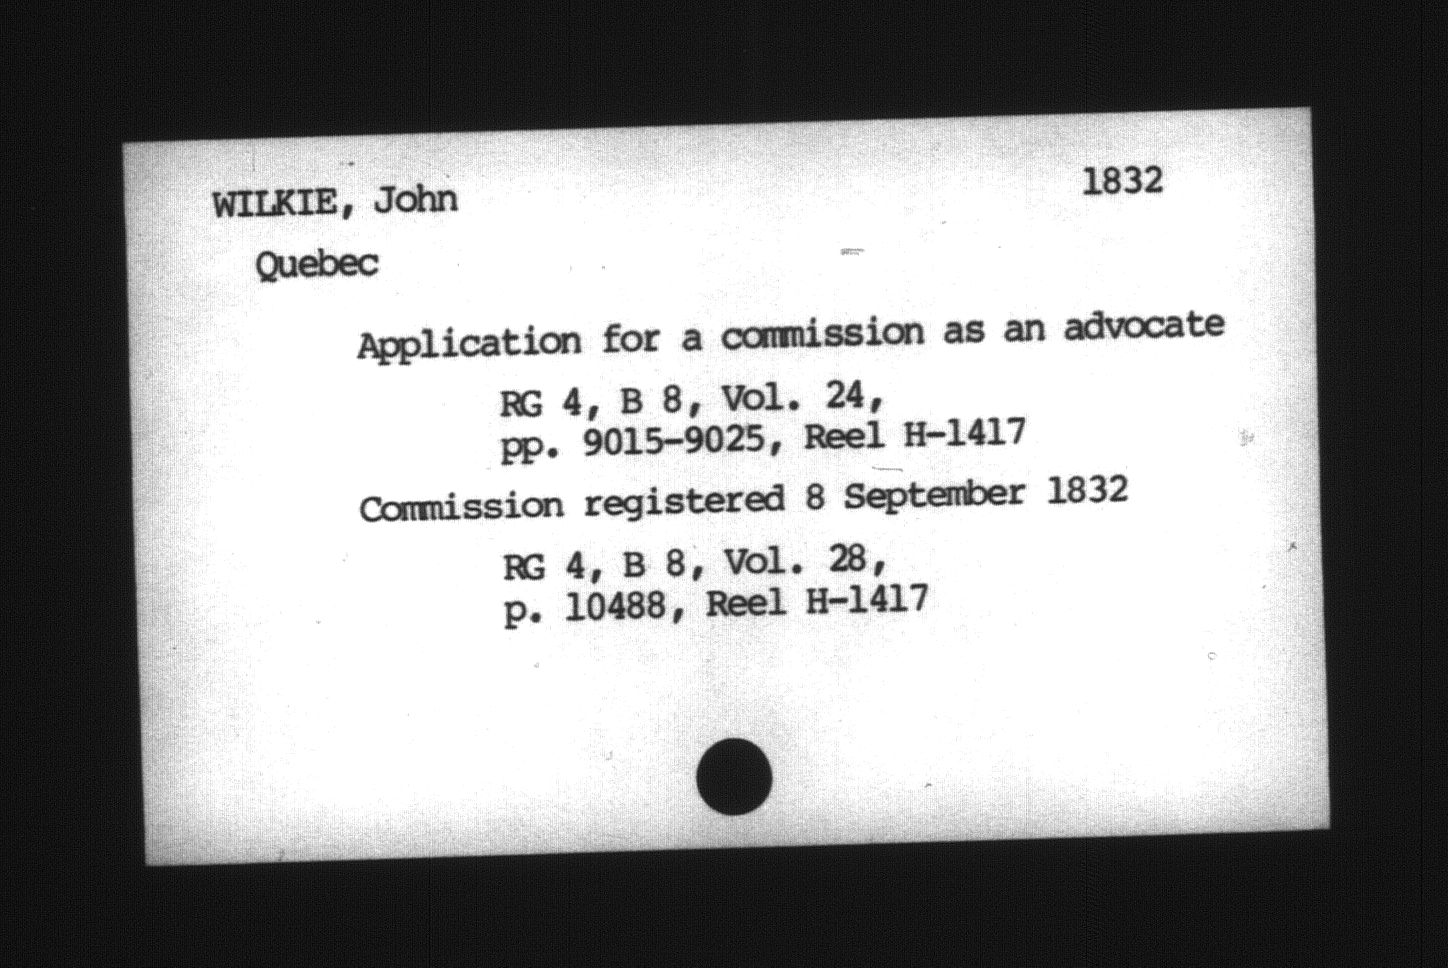 WILKIE, John 1832
Quebec
Application for a commission as an advocate
RG 4, B 8, Vol. 24,
pp. 9015-9025, Reel H-1417
Commission registered 8 September 1832
RG 4, B 8, Vol. 28,
p. 10488, Reel H-1417